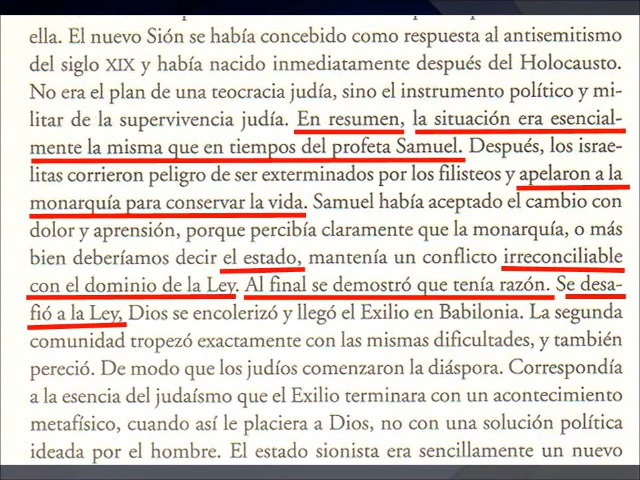 ella. El nuevo Sión se había concebido como respuesta al antisemitismo
del siglo XIX y había nacido inmediatamente después del Holocausto.
No era el plan de una teocracia judía, sino el instrumento político y mi-
litar de la supervivencia judía. En resumen, la situación era esencial-
mente la misma que en tiempos del profeta Samuel. Después, los israe-
litas corrieron peligro de ser exterminados por los filisteos y apelaron a la
monarquía para conservar la vida. Samuel había aceptado el cambio con
dolor y aprensión, porque percibía claramente que la monarquía, o más
bien deberíamos decir el estado, mantenía un conflicto irreconciliable
con el dominio de la Ley. Al final se demostró que tenía razón. Se desa-
fió a la Ley, Dios se encolerizó y llegó el Exilio en Babilonia. La segunda
comunidad tropezó exactamente con las mismas dificultades, y también
pereció. De modo que los judíos comenzaron la diáspora. Correspondía
a la esencia del judaísmo que el Exilio terminara con un acontecimiento
metafísico, cuando así le placiera a Dios, no con una solución política
ideada por el hombre. El estado sionista era sencillamente un nuevo